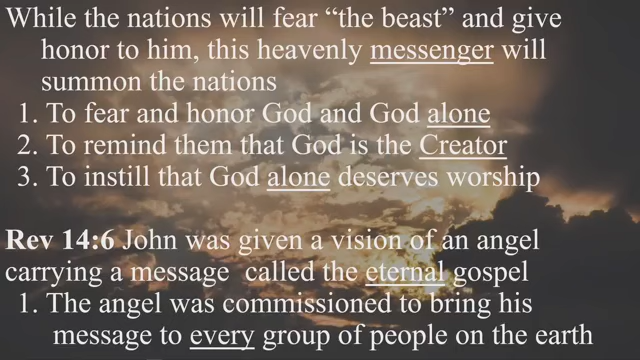 While the nations will fear “the beast” and give
honor to him, this heavenly messenger will
summon the nations
1. To fear and honor God and God alone
2. To remind them that God is the Creator
3. To instill that God alone deserves worship
Rev 14:6 John was given a vision of an angel
carrying a message called the eternal gospel
1. The angel was commissioned to bring his
message to every group of people on the earth